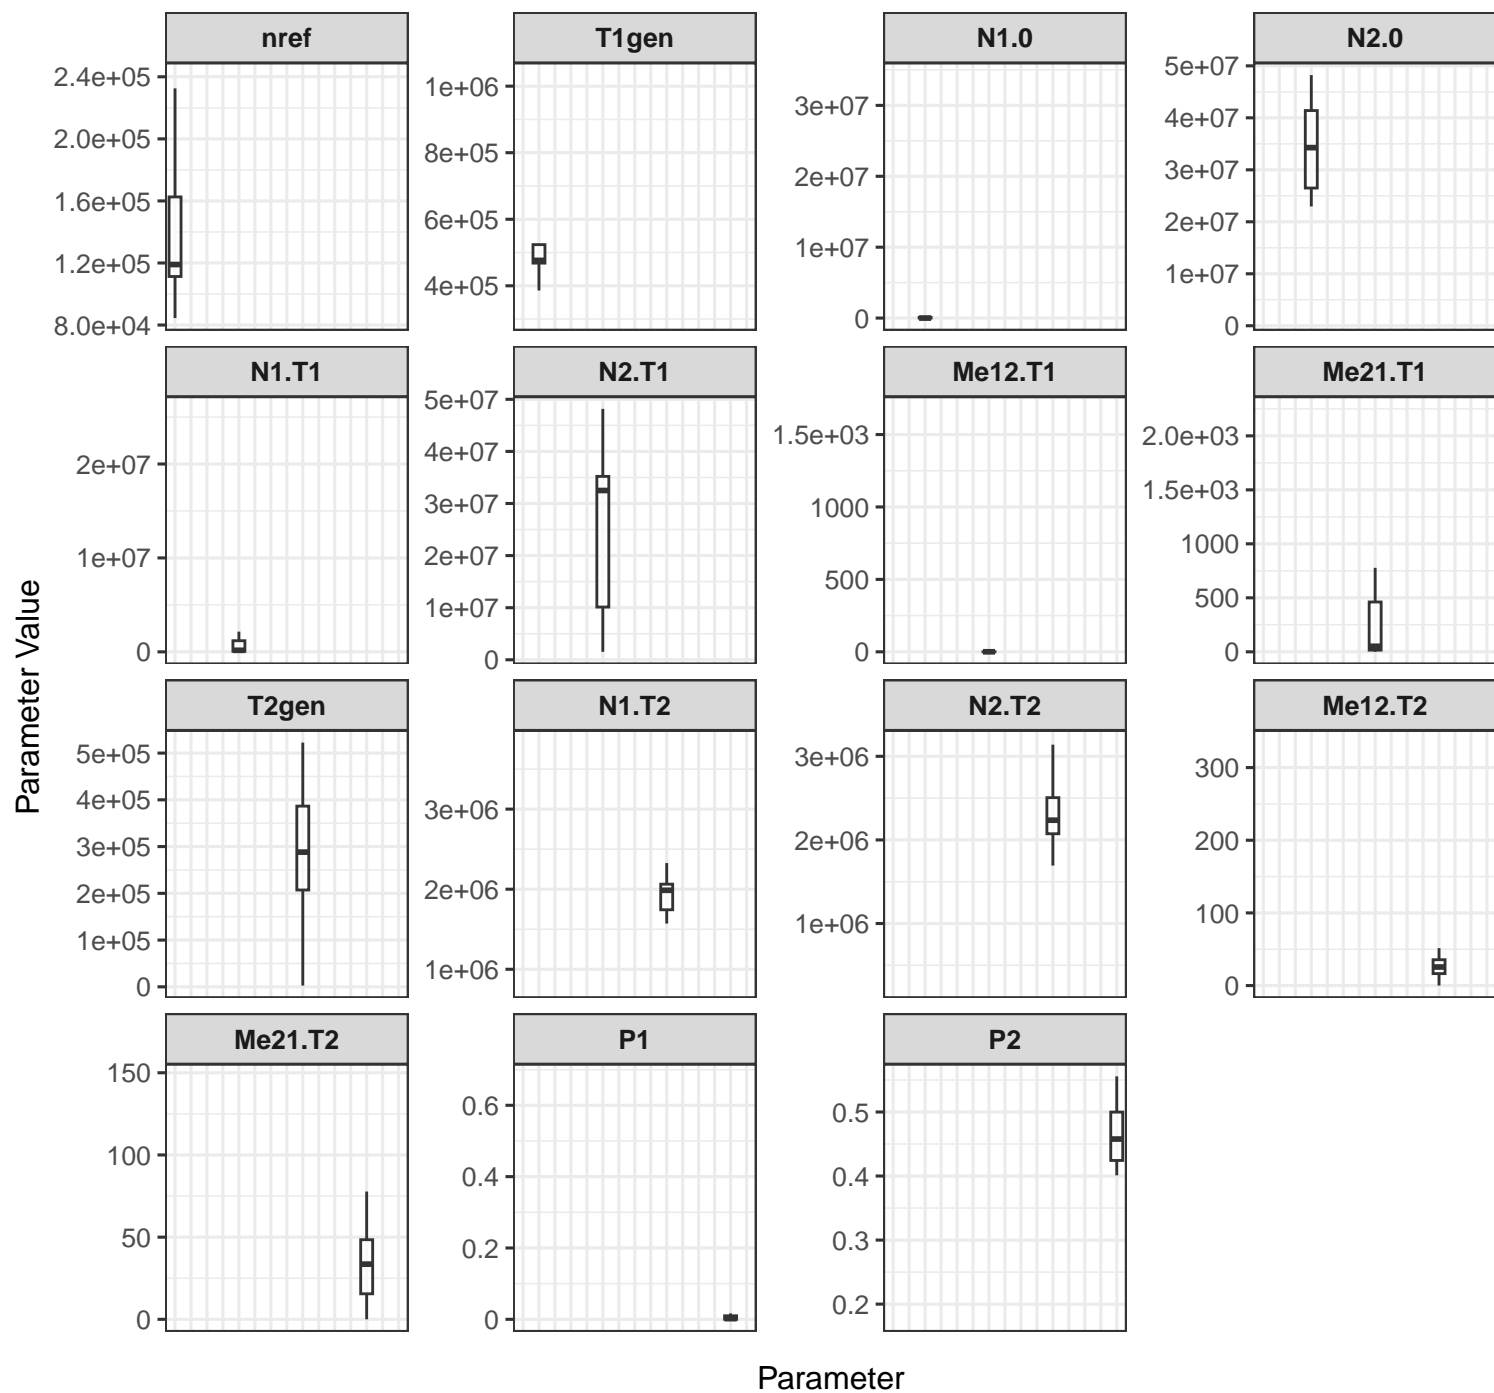 nref
T1gen
N1.0
N2.0
2.4e+05
2.0e+05
1.6e+05
1.2e+05
8.0e+04
1e+06
8e+05
6e+05
4e+05
3e+07
2e+07
1e+07
0
5e+07
4e+07
3e+07
2e+07
1e+07
0
N1.T1
N2.T1
Me12.T1
Me21.T1
2e+07
1e+07
0
5e+07
4e+07
3e+07
2e+07
1e+07
0
1.5e+03
1000
500
0
2.0e+03
1.5e+03
1000
500
0
T2gen
N1.T2
N2.T2
Me12.T2
5e+05
4e+05
3e+05
2e+05
1e+05
0
3e+06
2e+06
1e+06
3e+06
2e+06
1e+06
300
200
100
0
Me21.T2
P1
P2
150
100
50
0
0.6
0.4
0.2
0
0.5
0.4
0.3
0.2
Parameter Value
Parameter